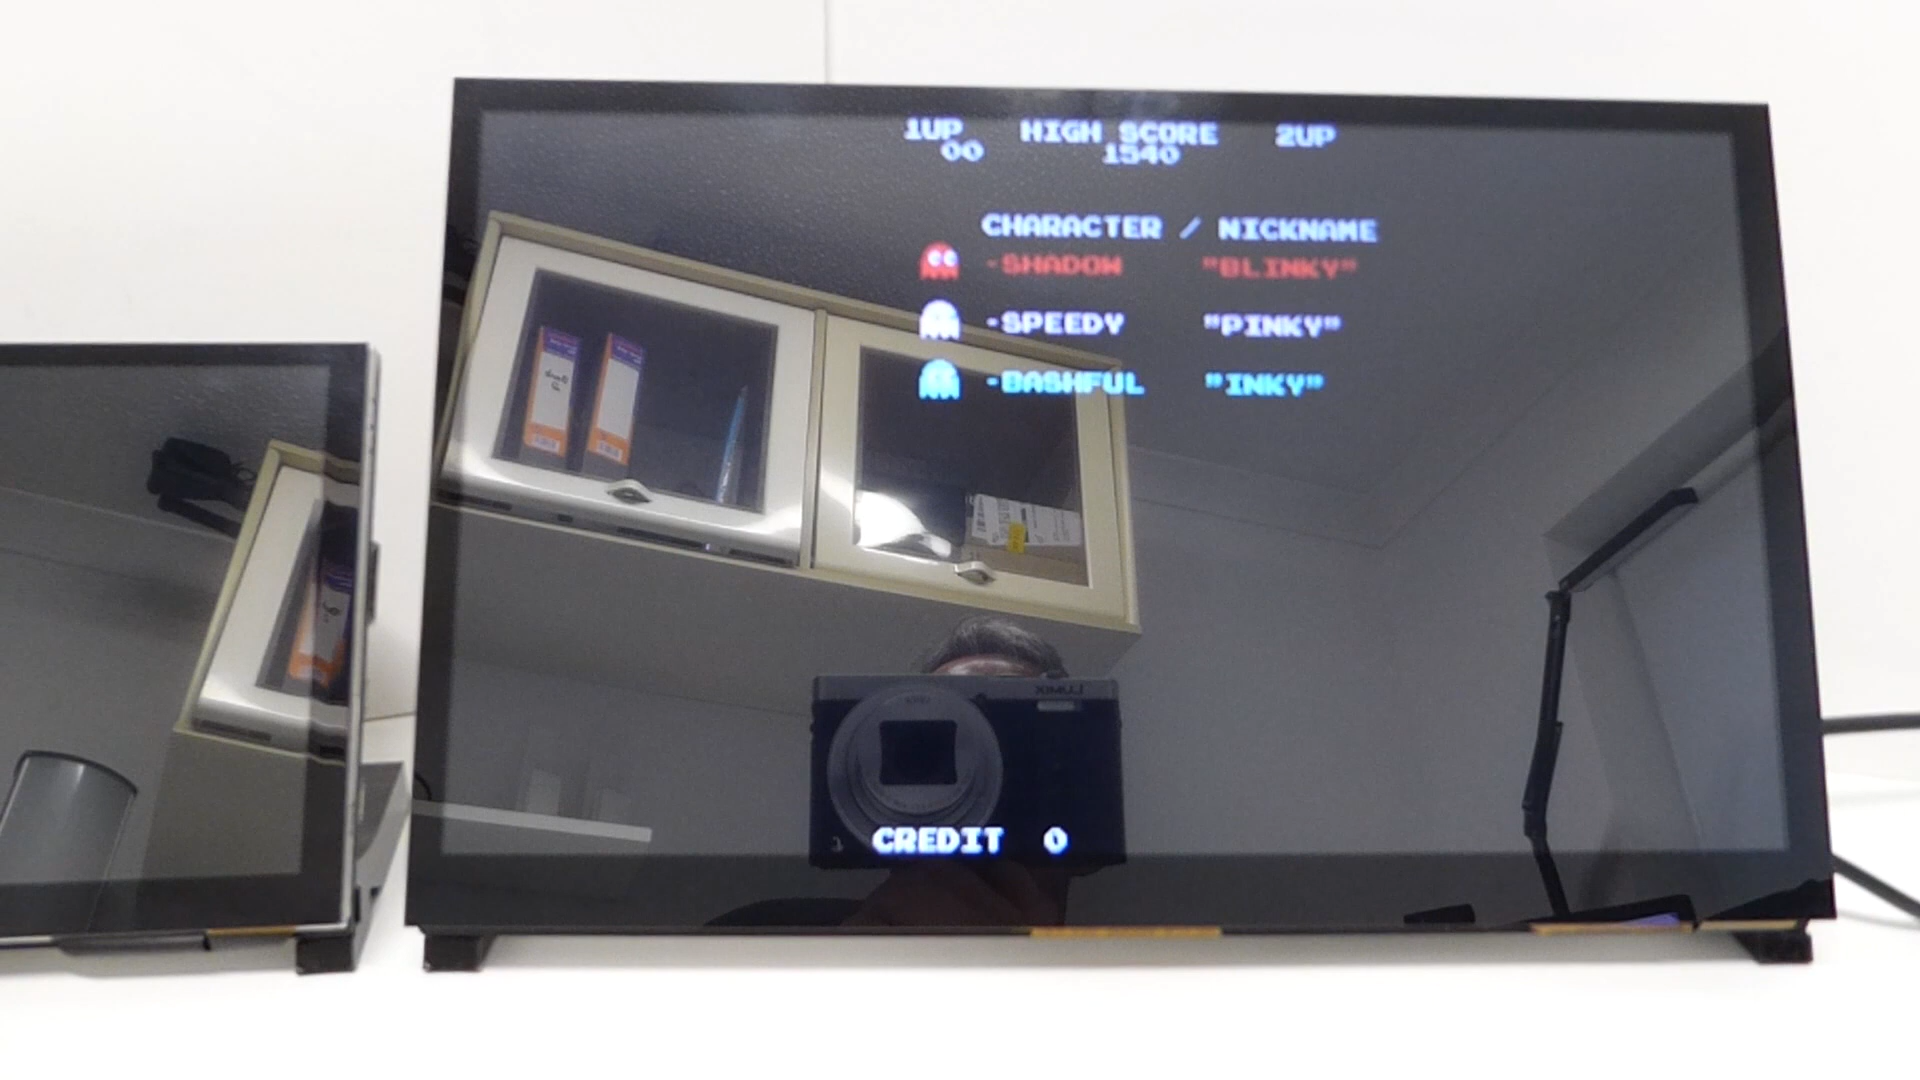 1UP HIGH SCORE 2UP
00 1540
CHARACTER / NICKNAME
-SHADOW "BLINKY"
-SPEEDY "PINKY"
-BASHFUL "INKY"
LUMIX
CREDIT 0